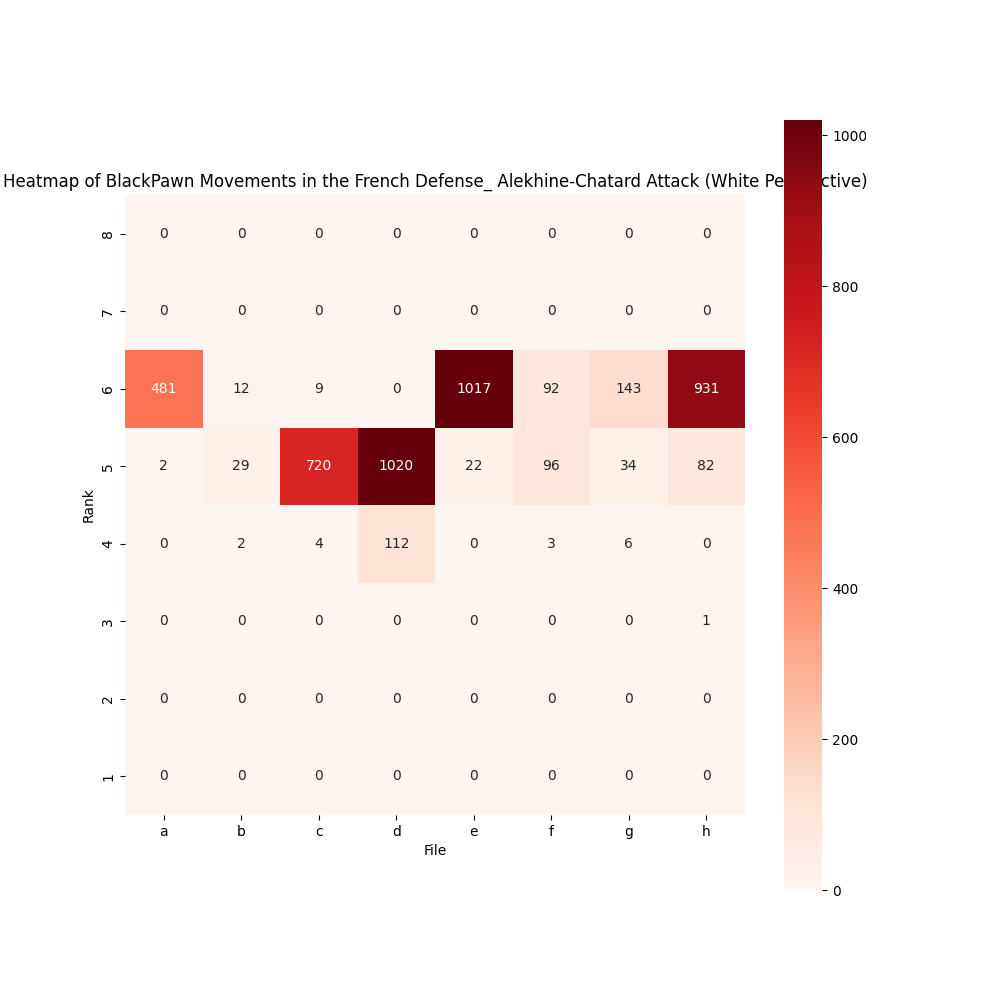 Heatmap of BlackPawn Movements in the French Defense_ Alekhine-Chatard Attack (White Pe ctive)
1000
800
600
400
200
0
Rank
8 0 0 0 0 0 0 0 0
7 0 0 0 0 0 0 0 0
6 481 12 9 0 1017 92 143 931
5 2 29 720 1020 22 96 34 82
4 0 2 4 112 0 3 6 0
3 0 0 0 0 0 0 0 1
2 0 0 0 0 0 0 0 0
1 0 0 0 0 0 0 0 0
a b c d e f g h
File